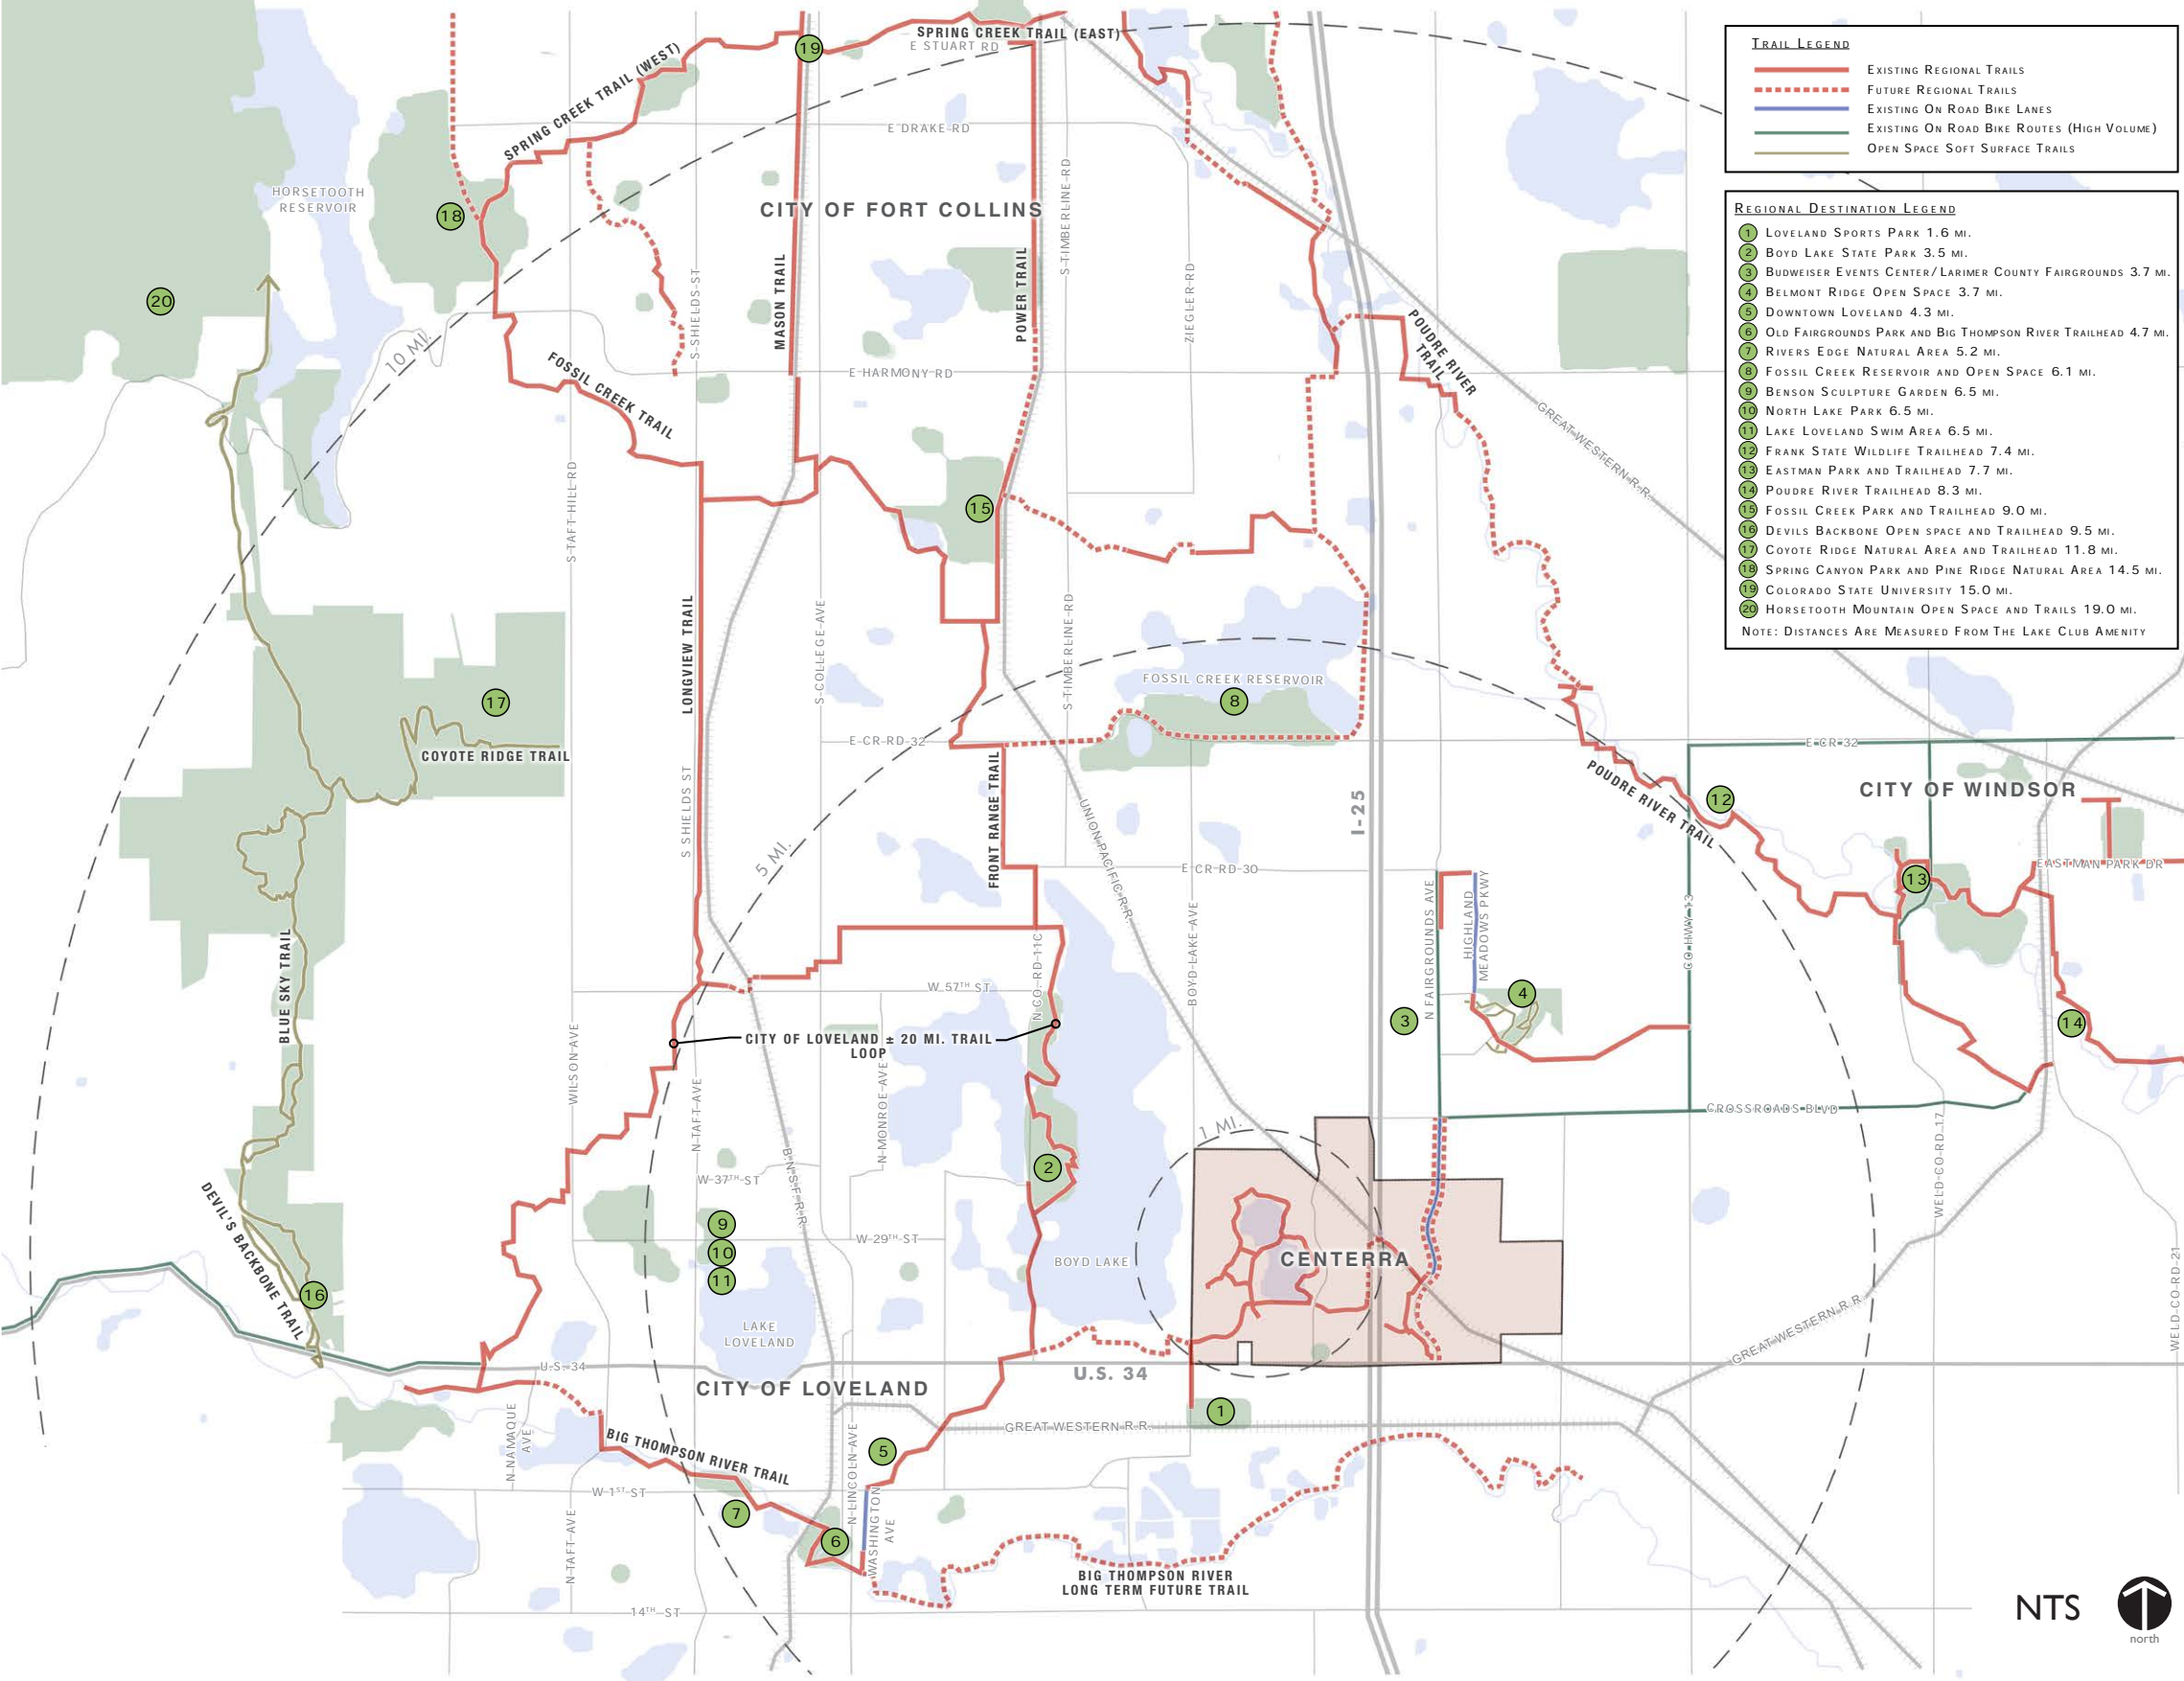 SPRING CREEK TRAIL (EAST)
E STUART RD
19
SPRING CREEK TRAIL (WEST)
E DRAKE RD
HORSETOOTH
RESERVOIR
18
CITY OF FORT COLLINS
S TIMBERLINE RD
20
S SHIELDS ST
MASON TRAIL
POWER TRAIL
ZIEGLER RD
10 MI.
POUDRE RIVER
TRAIL
FOSSIL CREEK TRAIL
E HARMONY RD
GREAT WESTERN R.R.
S TAFT HILL RD
15
LONGVIEW TRAIL
S COLLEGE AVE
S TIMBERLINE RD
FOSSIL CREEK RESERVOIR
8
17
COYOTE RIDGE TRAIL
E CR RD 32
E CR 32
S SHIELDS ST
FRONT RANGE TRAIL
UNION PACIFIC R.R.
I-25
POUDRE RIVER TRAIL
12
CITY OF WINDSOR
5 MI.
E CR RD 30
EASTMAN PARK DR
13
N FAIRGROUNDS AVE
HIGHLAND
MEADOWS PKWY
CO HWY 13
BLUE SKY TRAIL
BOYD LAKE AVE
N CO RD 11C
W 57TH ST
4
3
14
CITY OF LOVELAND ± 20 MI. TRAIL
LOOP
WILSON AVE
N TAFT AVE
N MONROE AVE
CROSSROADS BLVD
1 MI.
2
W 37TH ST
B.N.S.F. R.R.
WELD CO RD 17
DEVIL'S BACKBONE TRAIL
9
10
11
W 29TH ST
BOYD LAKE
CENTERRA
16
LAKE
LOVELAND
WELD CO RD 21
GREAT WESTERN R.R.
U.S. 34
U.S. 34
CITY OF LOVELAND
1
GREAT WESTERN R.R.
N NAMAQUE
AVE
BIG THOMPSON RIVER TRAIL
5
N LINCOLN AVE
WASHINGTON
AVE
W 1ST ST
7
6
N TAFT AVE
BIG THOMPSON RIVER
LONG TERM FUTURE TRAIL
14TH ST
TRAIL LEGEND
EXISTING REGIONAL TRAILS
FUTURE REGIONAL TRAILS
EXISTING ON ROAD BIKE LANES
EXISTING ON ROAD BIKE ROUTES (HIGH VOLUME)
OPEN SPACE SOFT SURFACE TRAILS
REGIONAL DESTINATION LEGEND
1 LOVELAND SPORTS PARK 1.6 MI.
2 BOYD LAKE STATE PARK 3.5 MI.
3 BUDWEISER EVENTS CENTER/LARIMER COUNTY FAIRGROUNDS 3.7 MI.
4 BELMONT RIDGE OPEN SPACE 3.7 MI.
5 DOWNTOWN LOVELAND 4.3 MI.
6 OLD FAIRGROUNDS PARK AND BIG THOMPSON RIVER TRAILHEAD 4.7 MI.
7 RIVERS EDGE NATURAL AREA 5.2 MI.
8 FOSSIL CREEK RESERVOIR AND OPEN SPACE 6.1 MI.
9 BENSON SCULPTURE GARDEN 6.5 MI.
10 NORTH LAKE PARK 6.5 MI.
11 LAKE LOVELAND SWIM AREA 6.5 MI.
12 FRANK STATE WILDLIFE TRAILHEAD 7.4 MI.
13 EASTMAN PARK AND TRAILHEAD 7.7 MI.
14 POUDRE RIVER TRAILHEAD 8.3 MI.
15 FOSSIL CREEK PARK AND TRAILHEAD 9.0 MI.
16 DEVILS BACKBONE OPEN SPACE AND TRAILHEAD 9.5 MI.
17 COYOTE RIDGE NATURAL AREA AND TRAILHEAD 11.8 MI.
18 SPRING CANYON PARK AND PINE RIDGE NATURAL AREA 14.5 MI.
19 COLORADO STATE UNIVERSITY 15.0 MI.
20 HORSETOOTH MOUNTAIN OPEN SPACE AND TRAILS 19.0 MI.
NOTE: DISTANCES ARE MEASURED FROM THE LAKE CLUB AMENITY
NTS
north